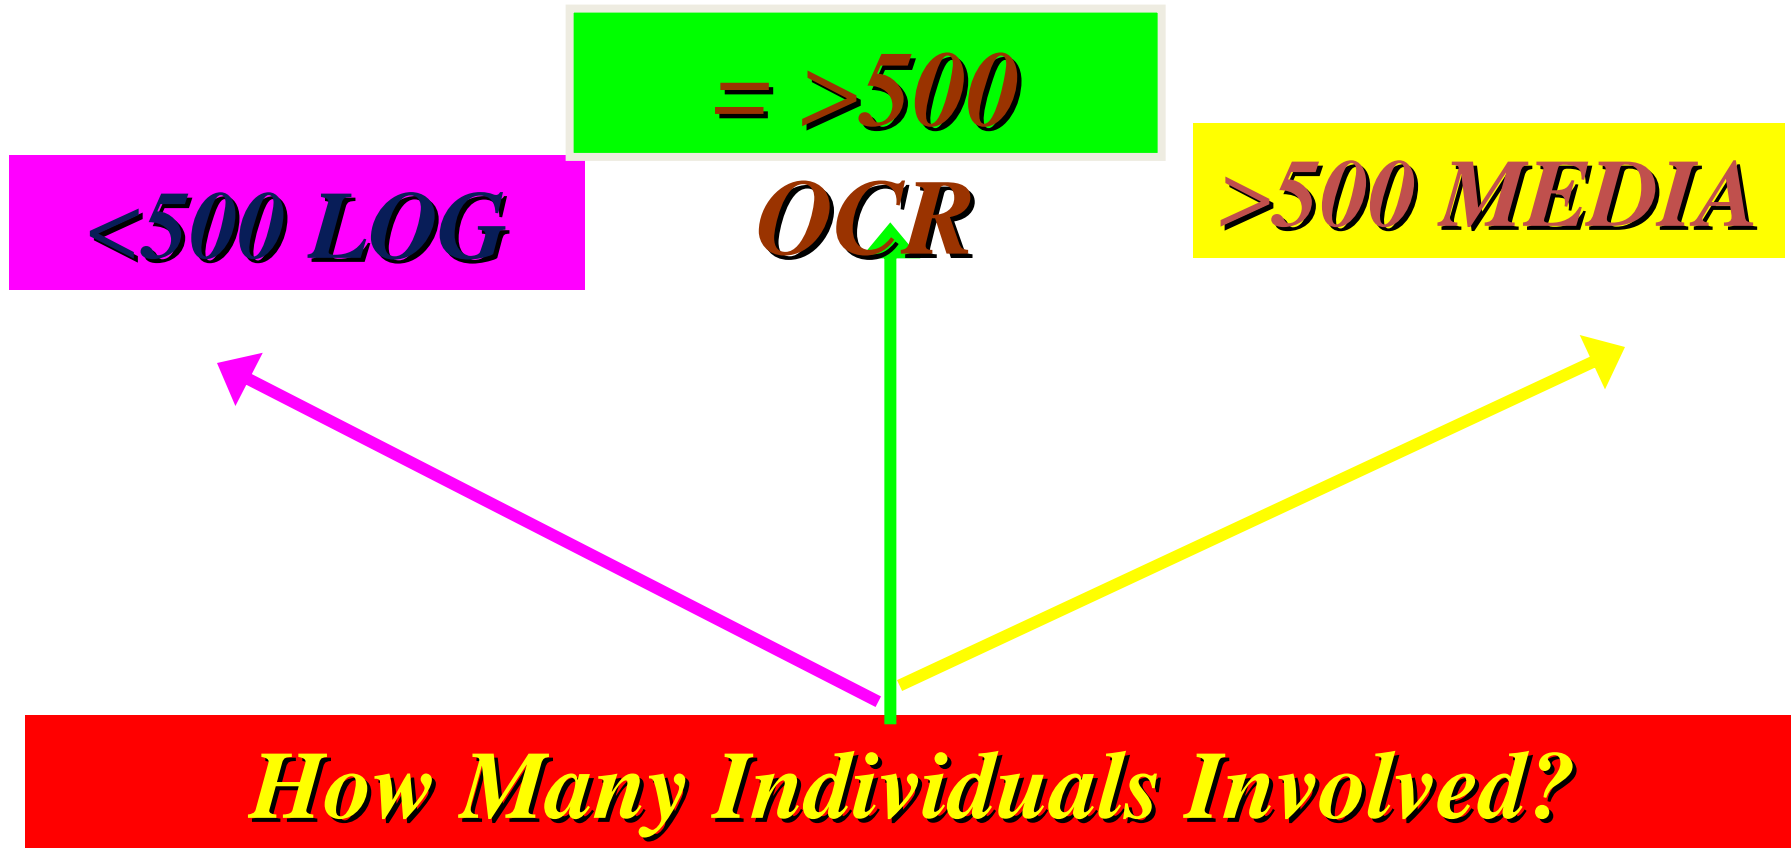 = >500
OCR
<500 LOG
>500 MEDIA
How Many Individuals Involved?